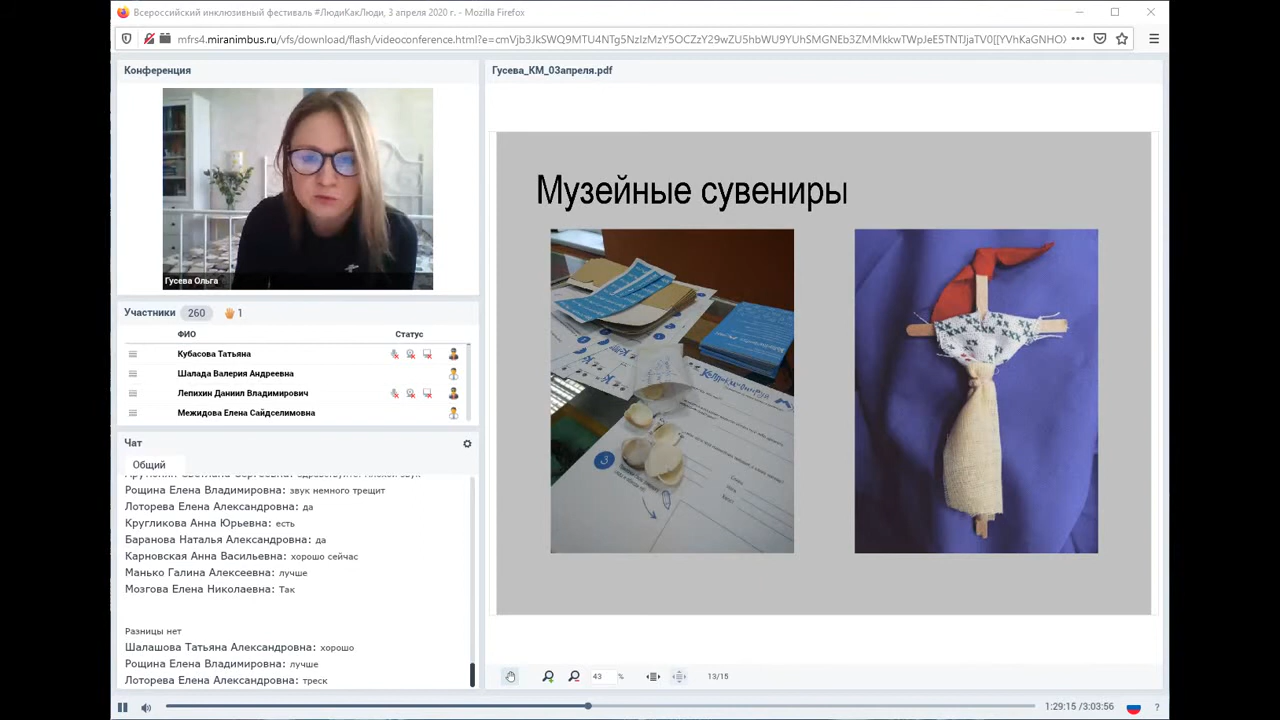 Всероссийский инклюзивный фестиваль #ЛюдиКакЛюди, 3 апреля 2020 г. - Mozilla Firefox
mfrs4.miranimbus.ru/vfs/download/flash/videoconference.html?e=
Конференция
Гусева Ольга
Участники 260 1
ФИО Статус
Кубасова Татьяна
Шалада Валерия Андреевна
Лепихин Даниил Владимирович
Межидова Елена Сайдселимовна
Чат
Общий
Рощина Елена Владимировна: звук немного трещит
Лоторева Елена Александровна: да
Кругликова Анна Юрьевна: есть
Баранова Наталья Александровна: да
Карновская Анна Васильевна: хорошо сейчас
Манько Галина Алексеевна: лучше
Мозгова Елена Николаевна: Так
Разницы нет
Шалашова Татьяна Александровна: хорошо
Рощина Елена Владимировна: лучше
Лоторева Елена Александровна: треск
Гусева_КМ_03апреля.pdf
Музейные сувениры
3
43 %
13/15
1:29:15 /3:03:56
?